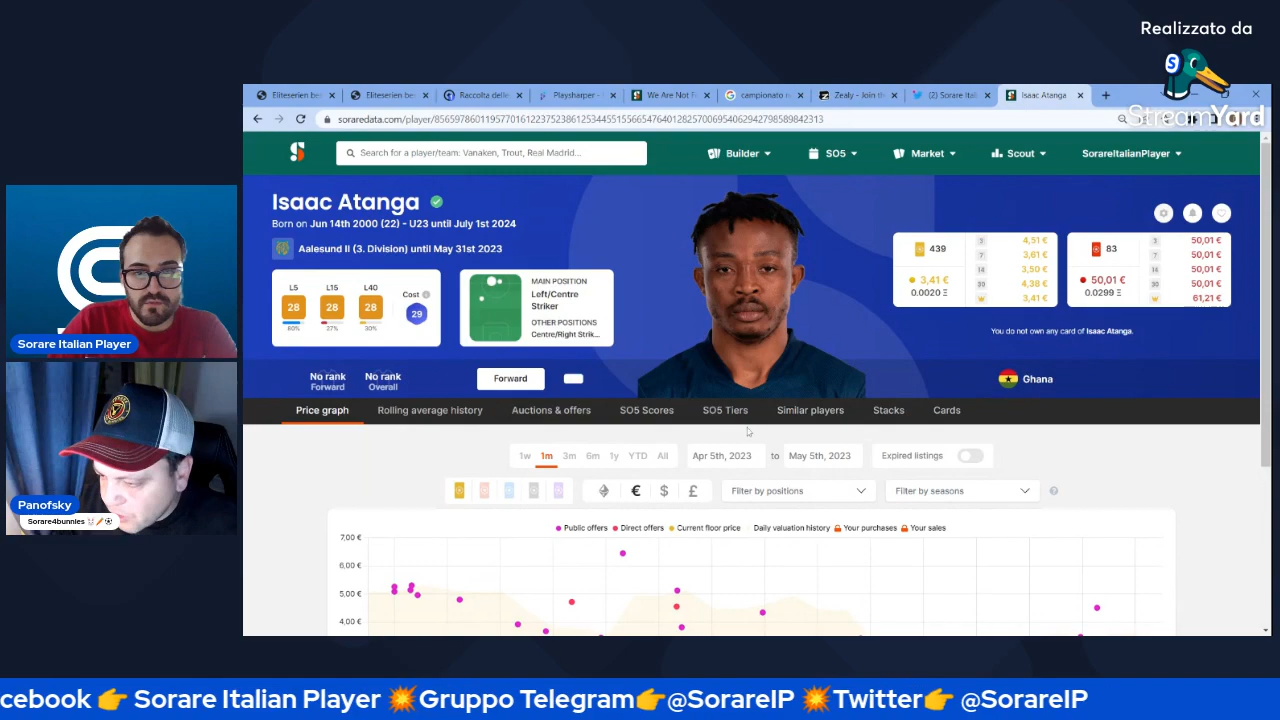 Realizzato da
StreamYard
Eliteserien be
Eliteserien be
Raccolta delle
Playsharper -
We Are Not F
campionato n
Zealy - Join th
(2) Sorare Ital
Isaac Atanga
soraredata.com/player/85659786011957701612237523861253445515566547640128257006954062942798589842313
Search for a player/team: Vanaken, Trout, Real Madrid...
Builder
SO5
Market
Scout
SorareItalianPlayer
Isaac Atanga
Born on Jun 14th 2000 (22) - U23 until July 1st 2024
Aalesund II (3. Division) until May 31st 2023
L5 L15 L40 Cost
28 28 28 29
60% 27% 30%
MAIN POSITION
Left/Centre
Striker
OTHER POSITIONS
Centre/Right Strik...
439
3,41 €
0.0020 Ξ
3 4,51 €
7 3,61 €
14 3,50 €
30 4,38 €
3,41 €
83
50,01 €
0.0299 Ξ
3 50,01 €
7 50,01 €
14 50,01 €
30 50,01 €
61,21 €
You do not own any card of Isaac Atanga.
No rank
Forward
No rank
Overall
Forward
Ghana
Price graph
Rolling average history
Auctions & offers
SO5 Scores
SO5 Tiers
Similar players
Stacks
Cards
1w 1m 3m 6m 1y YTD All
Apr 5th, 2023 to May 5th, 2023
Expired listings
€ $ £
Filter by positions
Filter by seasons
Public offers Direct offers Current floor price Daily valuation history Your purchases Your sales
7,00 €
6,00 €
5,00 €
4,00 €
Sorare Italian Player
Panofsky
Sorare4bunnies 🐰🥕⚽
cebook 👉 Sorare Italian Player 💥Gruppo Telegram👉@SorareIP 💥Twitter👉 @SorareIP